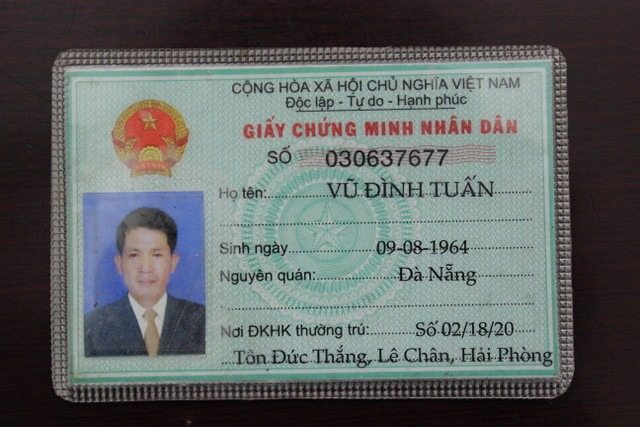 CỘNG HÒA XÃ HỘI CHỦ NGHĨA VIỆT NAM
Độc lập - Tự do - Hạnh phúc
GIẤY CHỨNG MINH NHÂN DÂN
SỐ 030637677
Họ tên: VŨ ĐÌNH TUẤN
Sinh ngày 09-08-1964
Nguyên quán: Đà Nẵng
Nơi ĐKHK thường trú: Số 02/18/20
Tôn Đức Thắng, Lê Chân, Hải Phòng